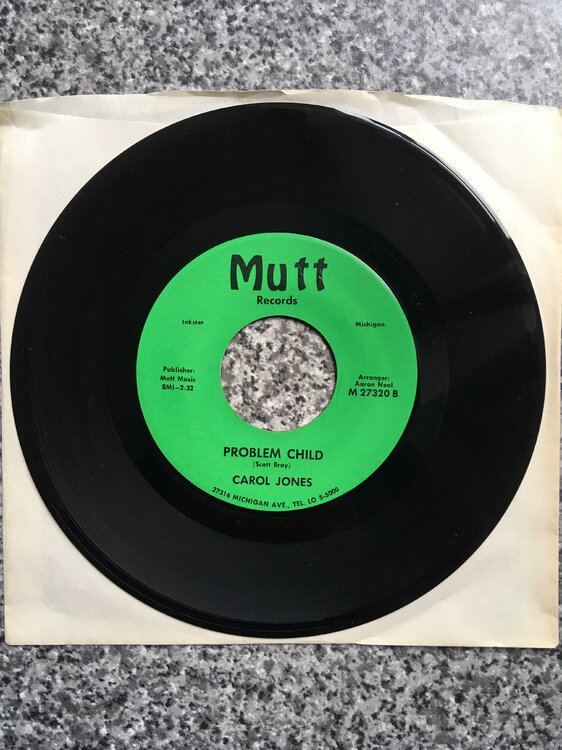 Mutt
Records
Inkster
Michigan
Publisher:
Mutt Music
BMI—2:32
Arranger:
Aaron Neal
M 27320 B
PROBLEM CHILD
(Scott Bray)
CAROL JONES
27316 MICHIGAN AVE., TEL. LO 5-5000